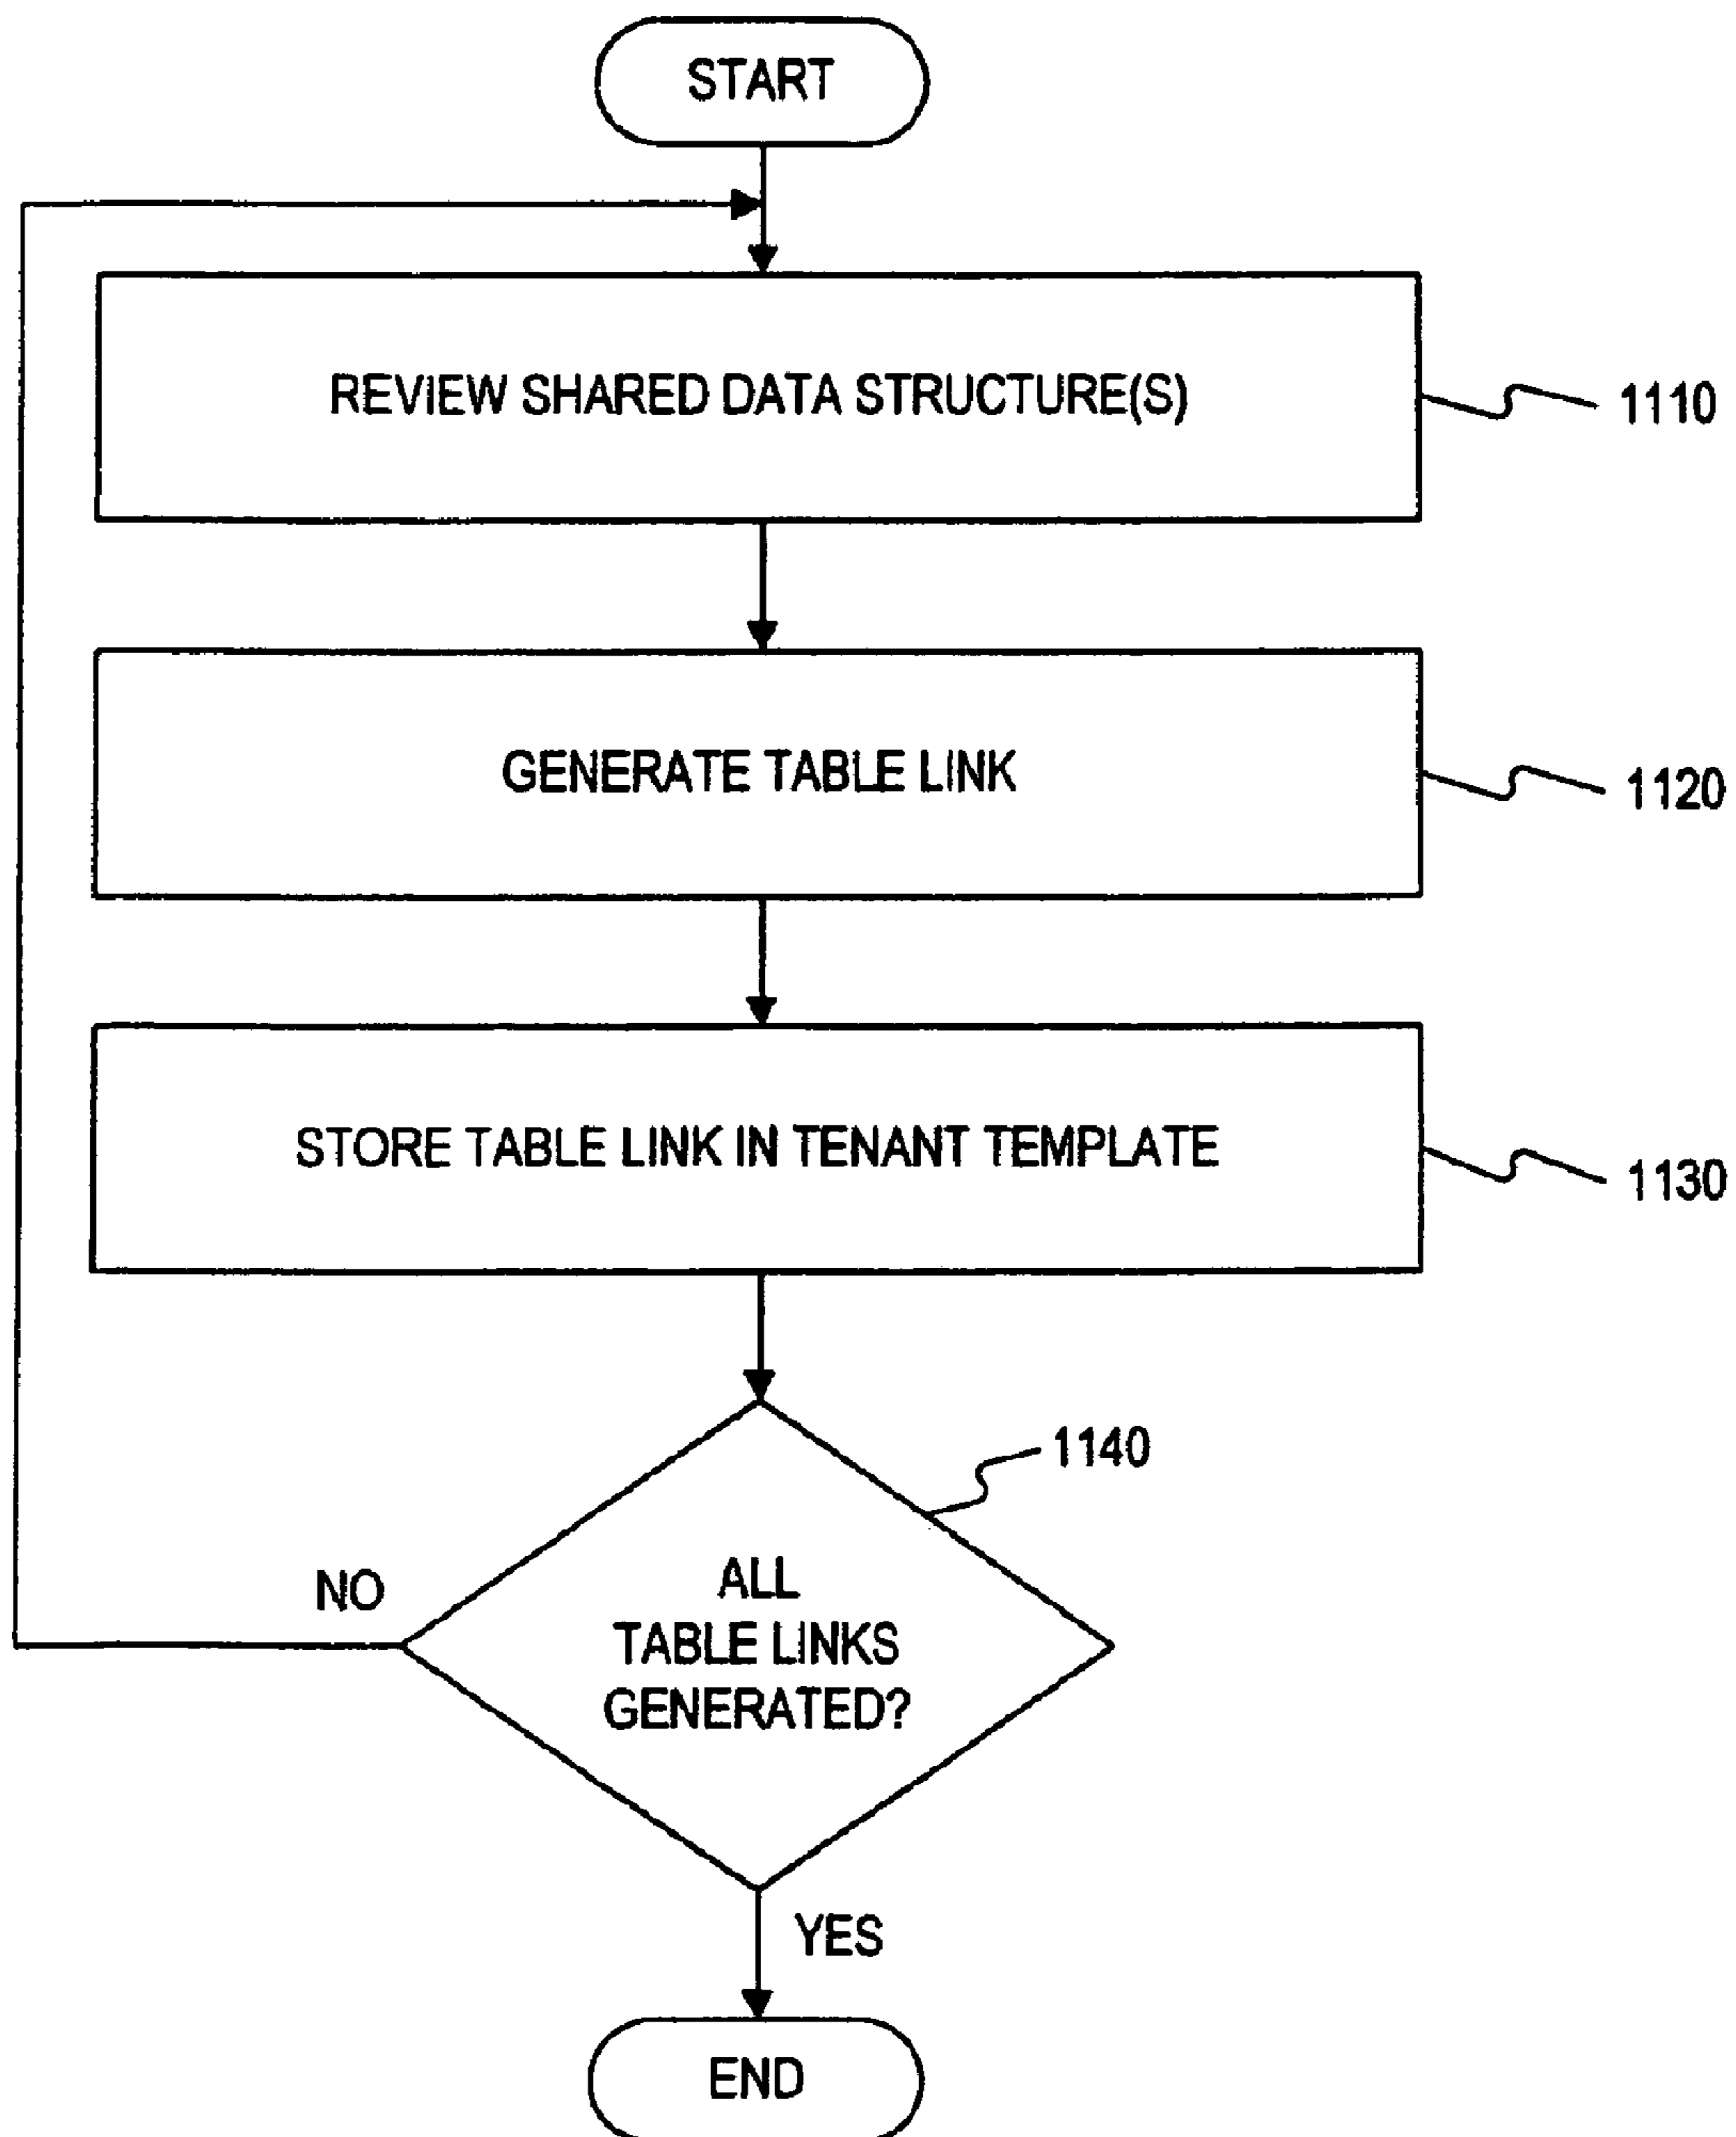 START
REVIEW SHARED DATA STRUCTURE(S)
1110
GENERATE TABLE LINK
1120
STORE TABLE LINK IN TENANT TEMPLATE
1130
1140
ALL
TABLE LINKS
GENERATED?
NO
YES
END